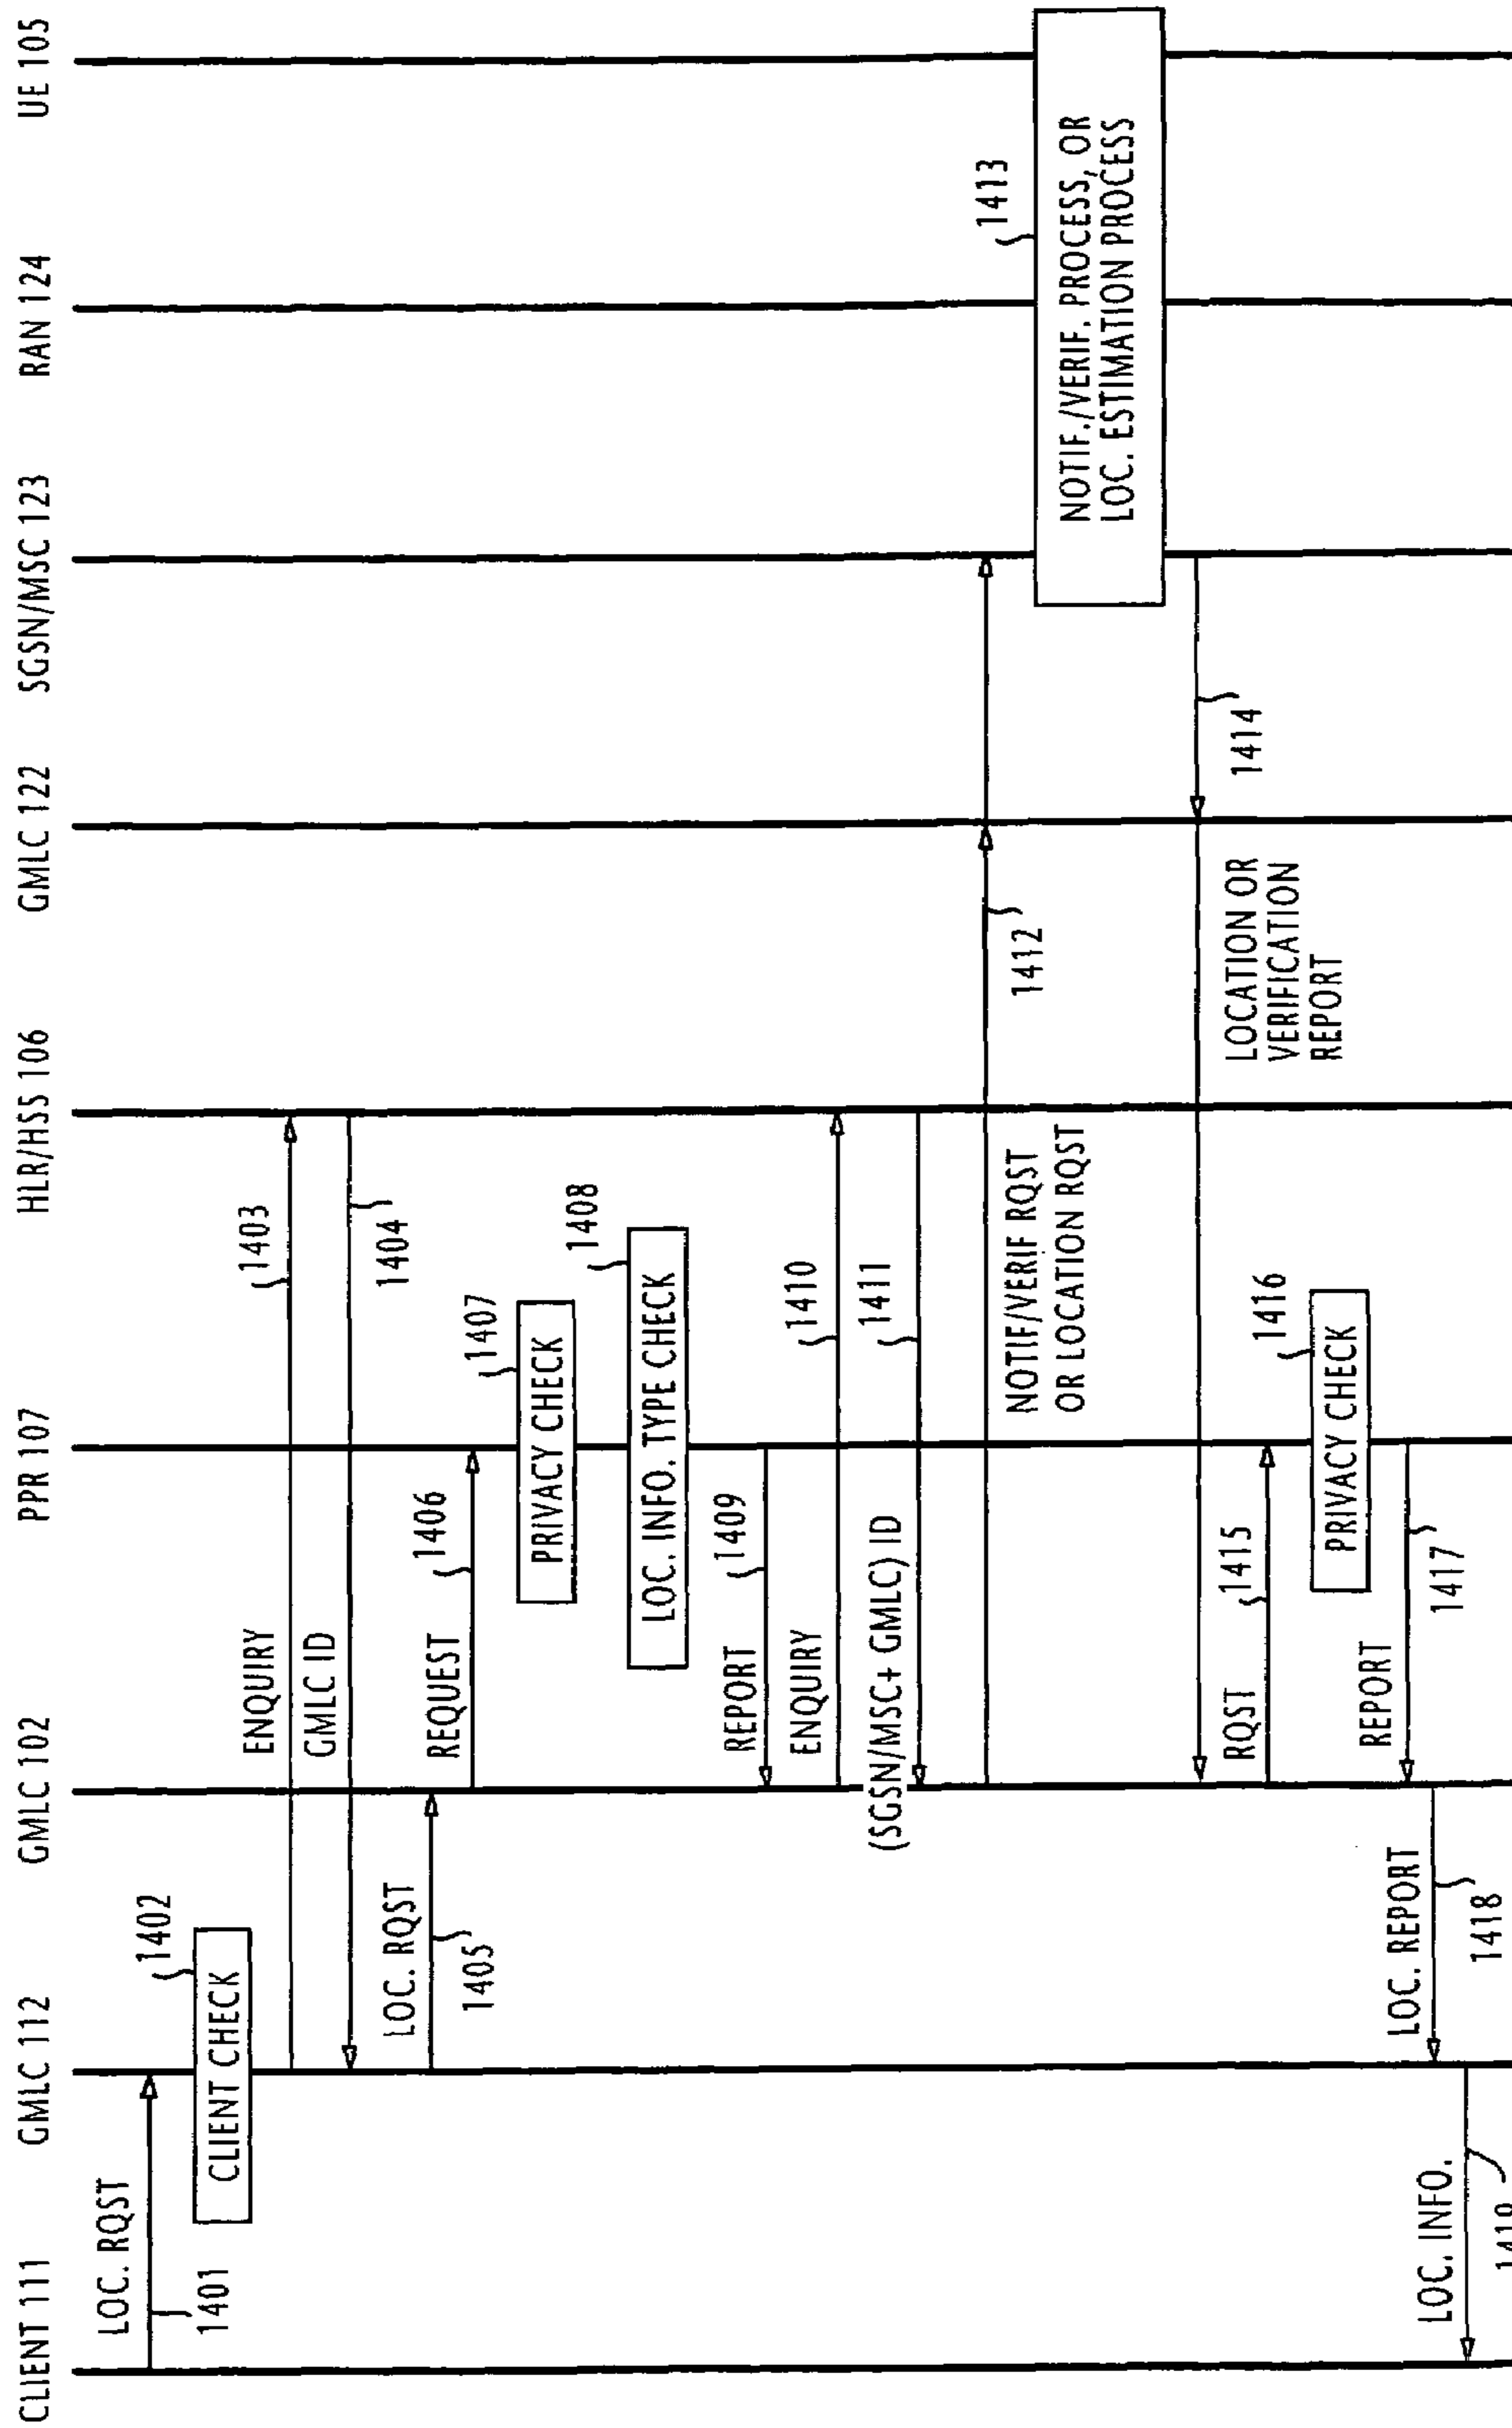 CLIENT 111
GMLC 112
GMLC 102
PPR 107
HLR/HSS 106
GMLC 122
SGSN/MSC 123
RAN 124
UE 105
LOC. RQST
1401
1402
CLIENT CHECK
ENQUIRY
1403
GMLC ID
1404
LOC. RQST
1405
REQUEST
1406
1407
PRIVACY CHECK
1408
LOC. INFO. TYPE CHECK
REPORT
1409
ENQUIRY
1410
(SGSN/MSC+ GMLC) ID
1411
NOTIF/VERIF RQST
OR LOCATION RQST
1412
1413
NOTIF./VERIF. PROCESS, OR
LOC. ESTIMATION PROCESS
1414
LOCATION OR
VERIFICATION
REPORT
RQST
1415
1416
PRIVACY CHECK
REPORT
1417
LOC. REPORT
1418
LOC. INFO.
1419